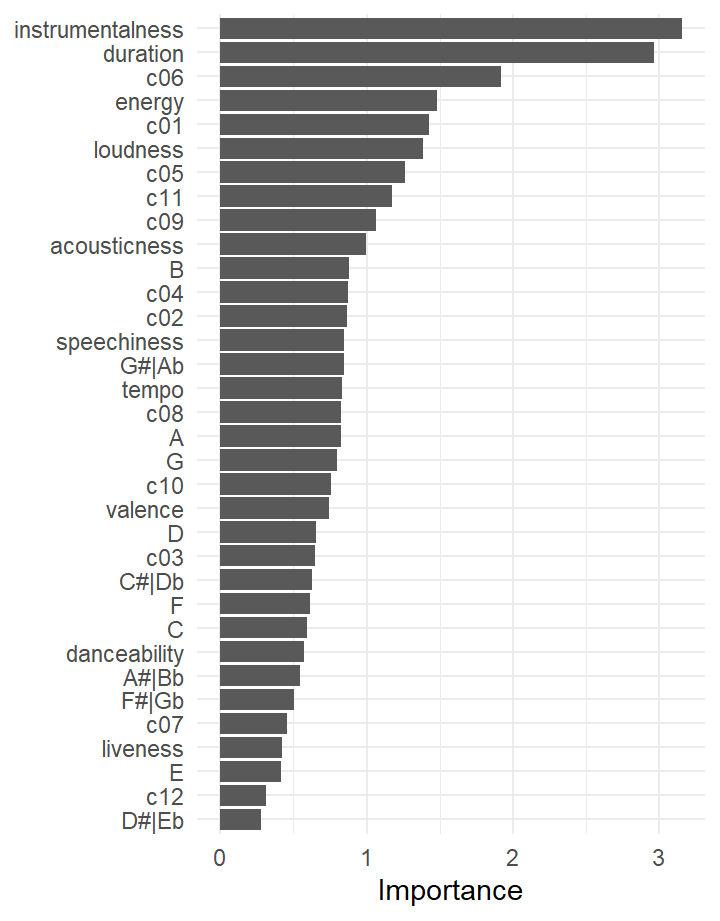 instrumentalness
duration
c06
energy
c01
loudness
c05
c11
c09
acousticness
B
c04
c02
speechiness
G#|Ab
tempo
c08
A
G
c10
valence
D
c03
C#|Db
F
C
danceability
A#|Bb
F#|Gb
c07
liveness
E
c12
D#|Eb
0 1 2 3
Importance